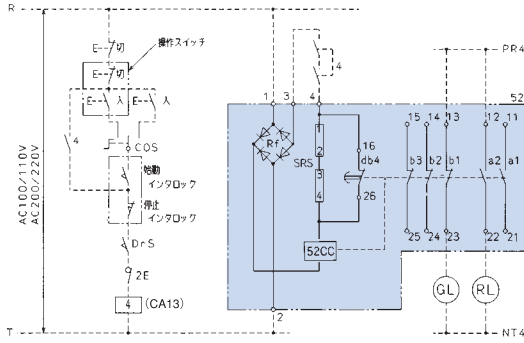 R
E 切
操作スイッチ
E 切
E 入
E 入
4
COS
始動
インタロック
停止
インタロック
DrS
2E
4 (CA13)
AC100/110V
AC200/220V
T
4
PR4
1 3 4
52
Rf
SRS
1
2
3
4
16
db4
26
52CC
2
15 14 13 12 11
b3 b2 b1 a2 a1
25 24 23 22 21
GL RL
NT4